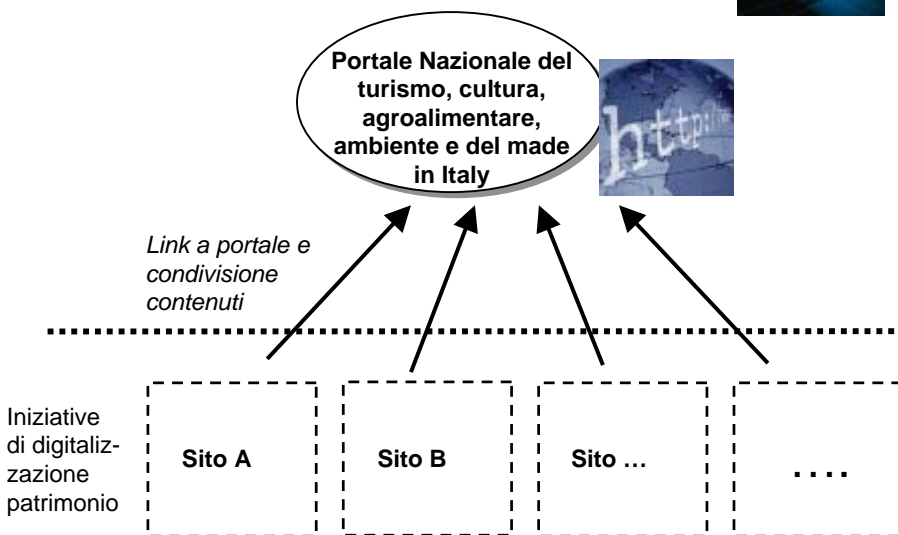 Portale Nazionale del
turismo, cultura,
agroalimentare,
ambiente e del made
in Italy
http://
Link a portale e
condivisione
contenuti
Iniziative
di digitaliz-
zazione
patrimonio
Sito A
Sito B
Sito …
....